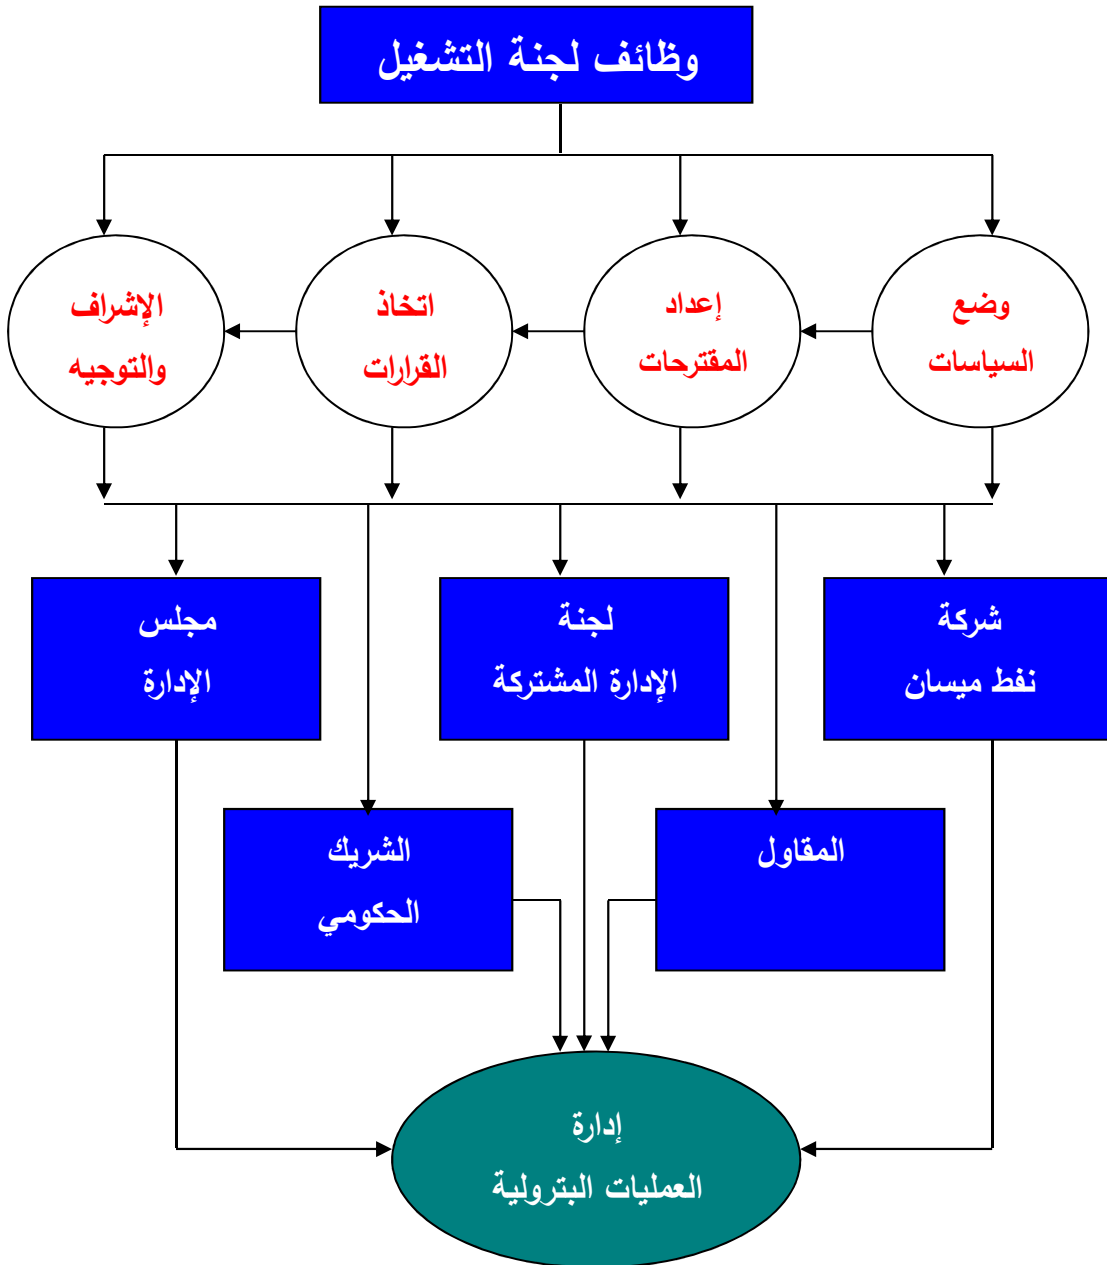 وظائف لجنة التشغيل
وضع
السياسات
إعداد
المقترحات
اتخاذ
القرارات
الإشراف
والتوجيه
شركة
نفط ميسان
لجنة
الإدارة المشتركة
مجلس
الإدارة
المقاول
الشريك
الحكومي
إدارة
العمليات البترولية